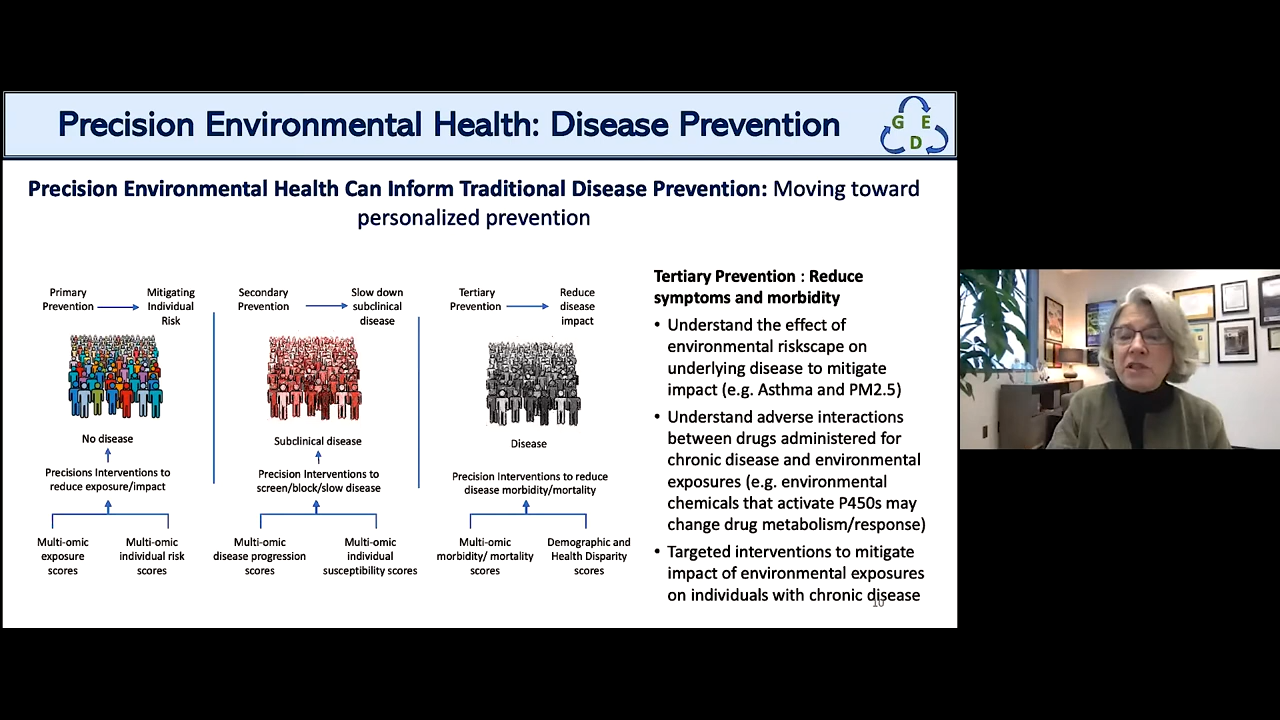 Precision Environmental Health: Disease Prevention
G E
D
Precision Environmental Health Can Inform Traditional Disease Prevention: Moving toward
personalized prevention
Primary
Prevention
Mitigating
Individual
Risk
No disease
Precisions Interventions to
reduce exposure/impact
Multi-omic
exposure
scores
Multi-omic
individual risk
scores
Secondary
Prevention
Slow down
subclinical
disease
Subclinical disease
Precision Interventions to
screen/block/slow disease
Multi-omic
disease progression
scores
Multi-omic
individual
susceptibility scores
Tertiary
Prevention
Reduce
disease
impact
Disease
Precision Interventions to reduce
disease morbidity/mortality
Multi-omic
morbidity/ mortality
scores
Demographic and
Health Disparity
scores
Tertiary Prevention : Reduce
symptoms and morbidity
• Understand the effect of
environmental riskscape on
underlying disease to mitigate
impact (e.g. Asthma and PM2.5)
• Understand adverse interactions
between drugs administered for
chronic disease and environmental
exposures (e.g. environmental
chemicals that activate P450s may
change drug metabolism/response)
• Targeted interventions to mitigate
impact of environmental exposures
on individuals with chronic disease
10